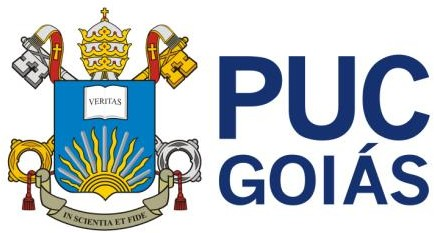 VERITAS
IN SCIENTIA ET FIDE
PUC
GOIÁS